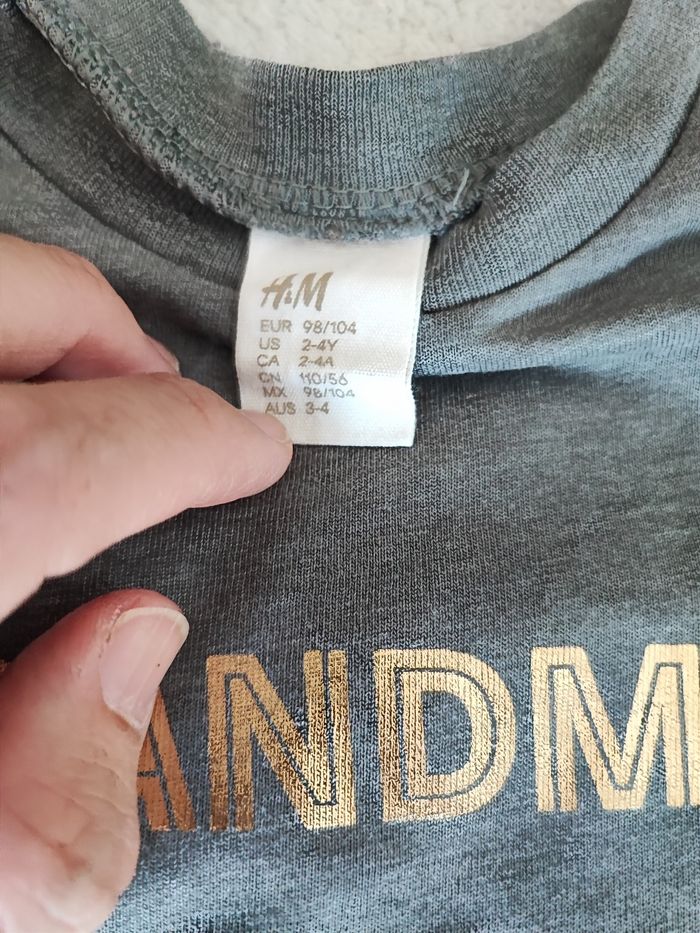 H&M
EUR 98/104
US 2-4Y
CA 2-4A
CN 110/56
MX 98/104
AUS 3-4
ANDM